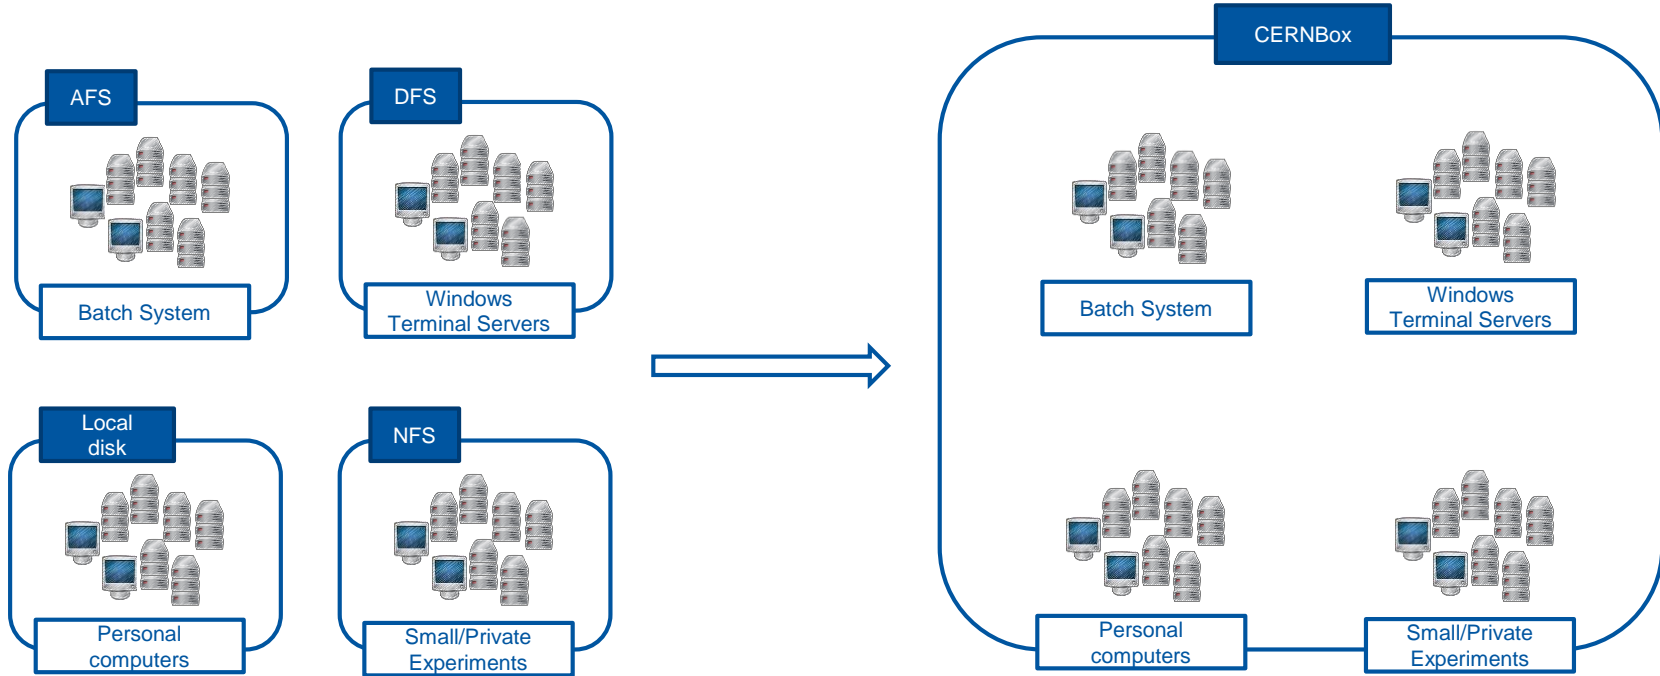 AFS
Batch System
DFS
Windows
Terminal Servers
Local
disk
Personal
computers
NFS
Small/Private
Experiments
CERNBox
Batch System
Windows
Terminal Servers
Personal
computers
Small/Private
Experiments